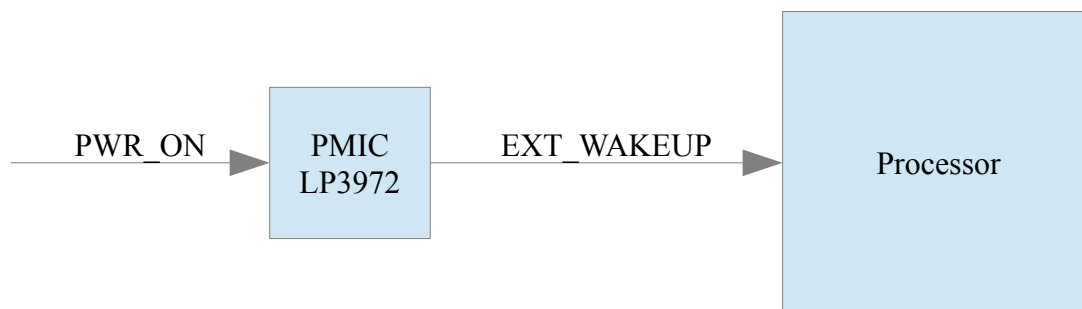 PWR_ON
PMIC
LP3972
EXT_WAKEUP
Processor